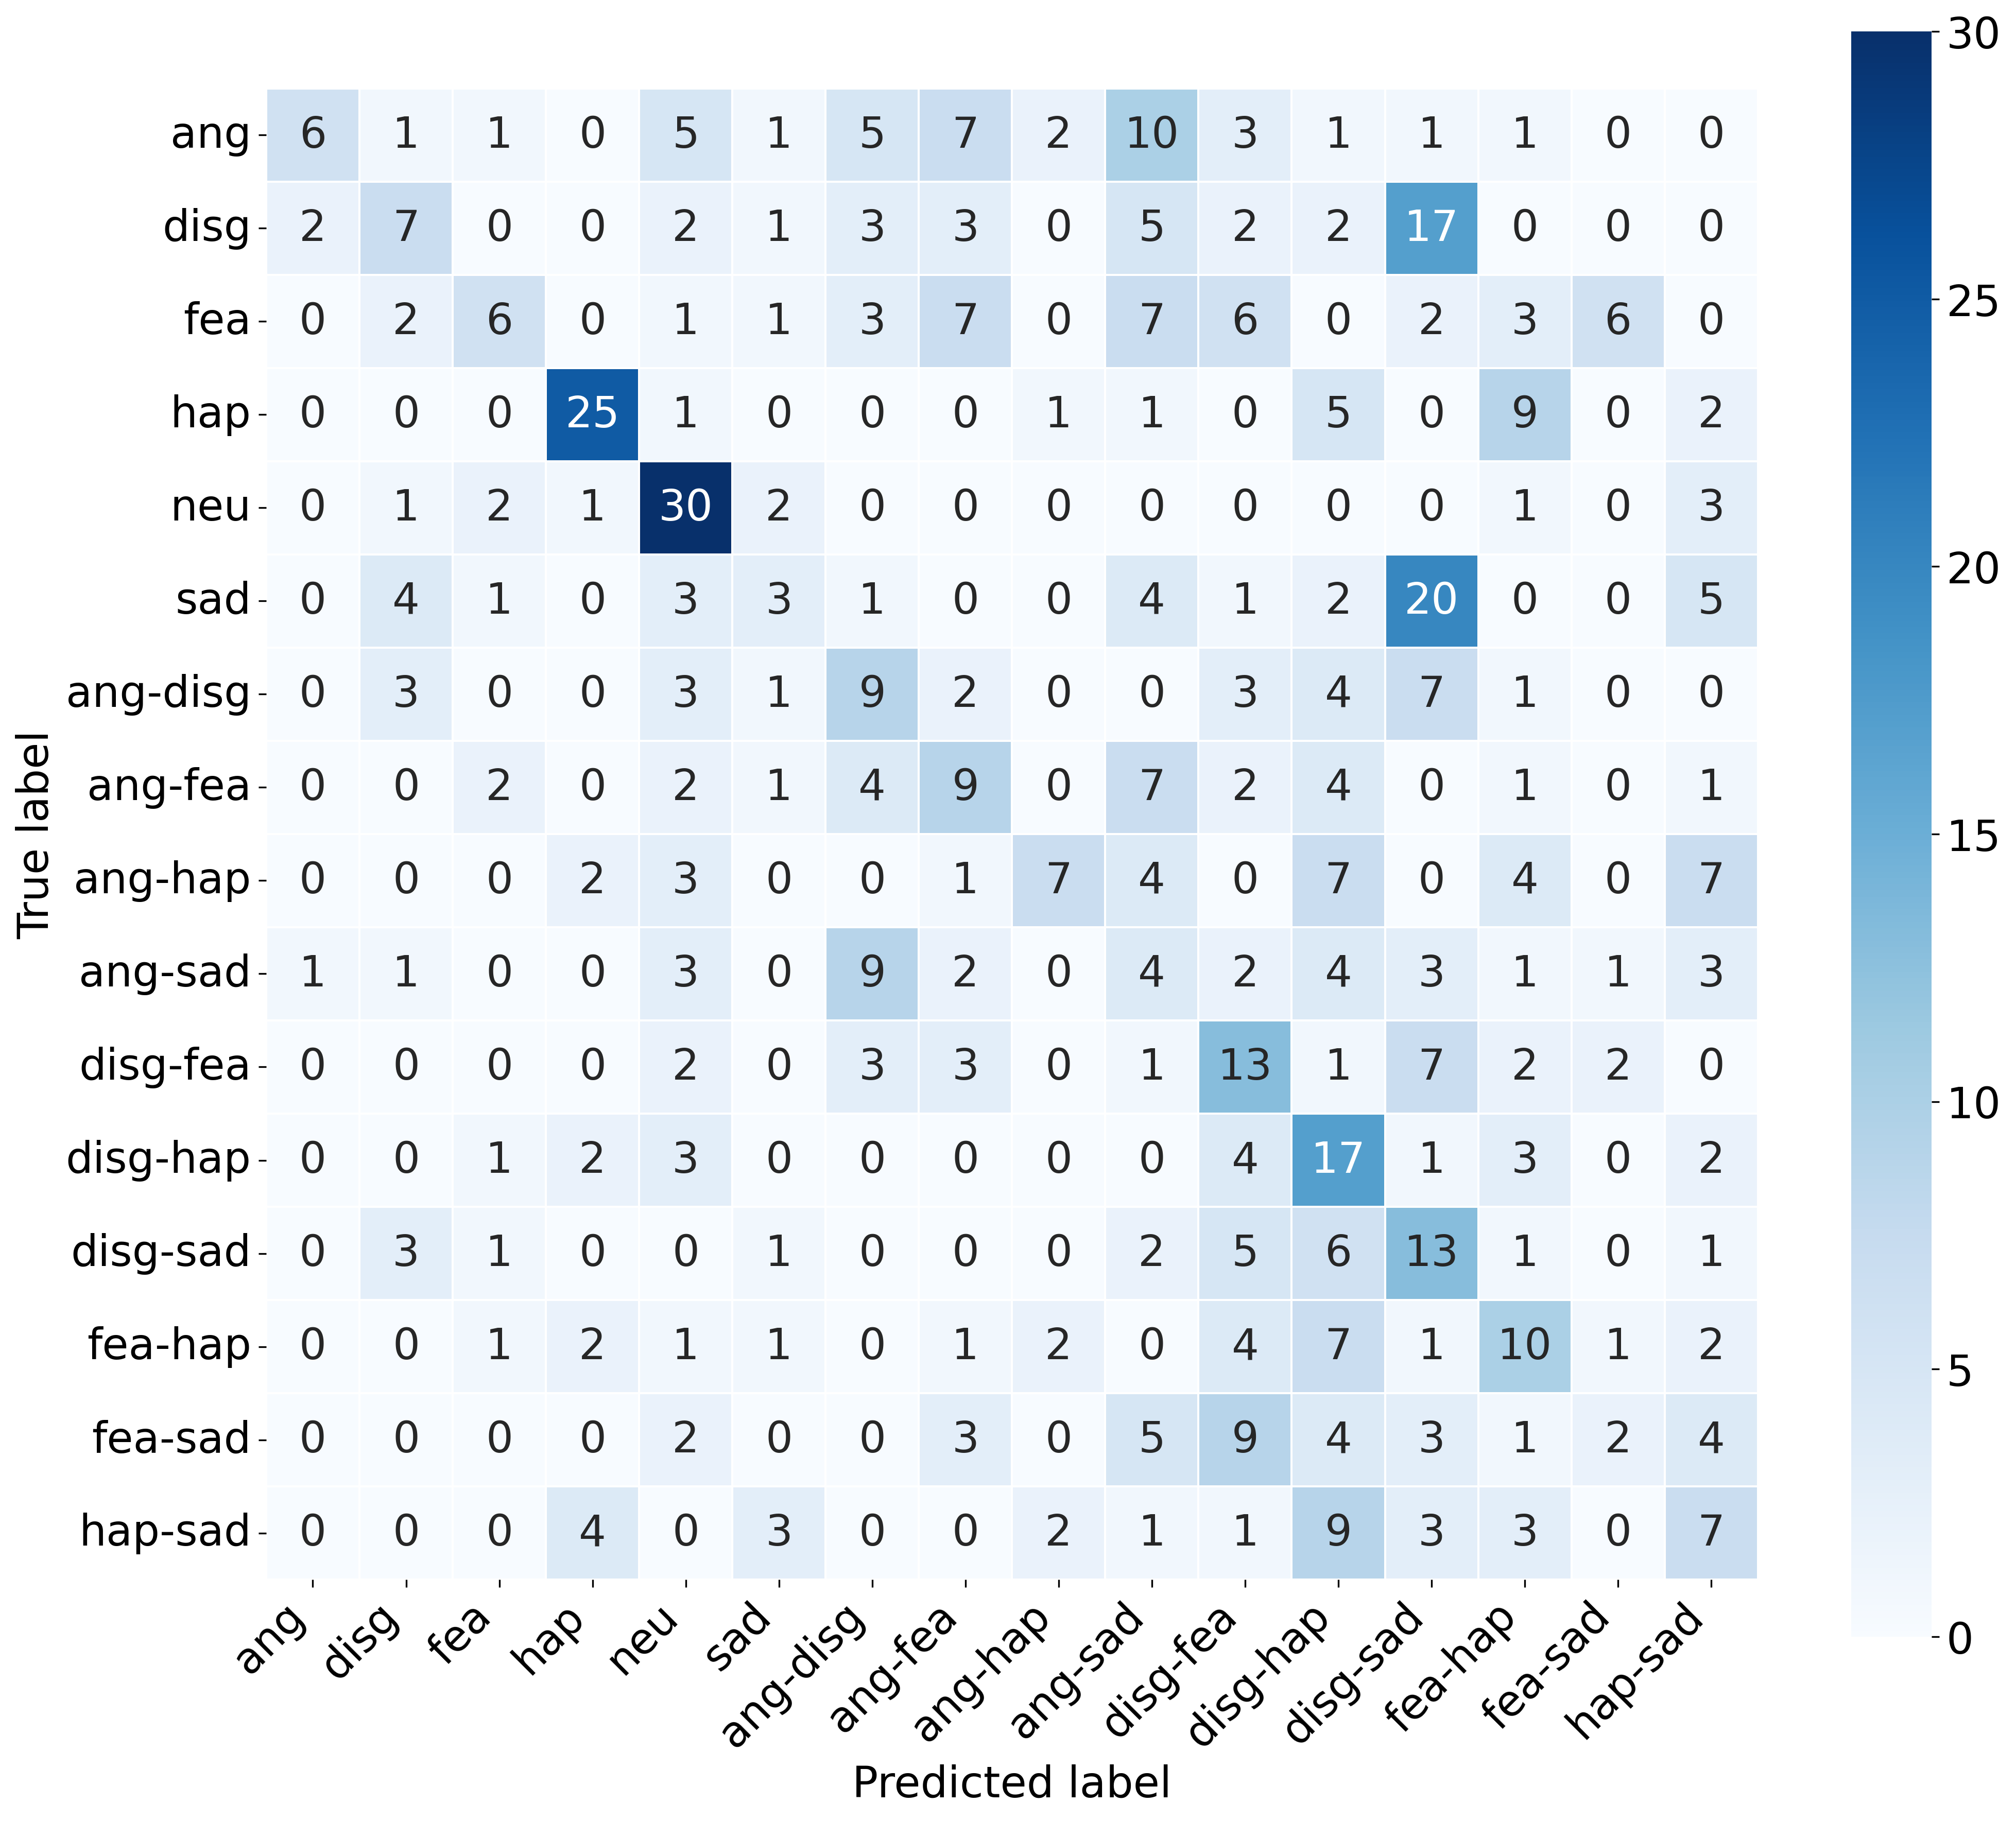 30
ang 6 1 1 0 5 1 5 7 2 10 3 1 1 1 0 0
disg 2 7 0 0 2 1 3 3 0 5 2 2 17 0 0 0
25
fea 0 2 6 0 1 1 3 7 0 7 6 0 2 3 6 0
hap 0 0 0 25 1 0 0 0 1 1 0 5 0 9 0 2
neu 0 1 2 1 30 2 0 0 0 0 0 0 0 1 0 3
20
sad 0 4 1 0 3 3 1 0 0 4 1 2 20 0 0 5
ang-disg 0 3 0 0 3 1 9 2 0 0 3 4 7 1 0 0
ang-fea 0 0 2 0 2 1 4 9 0 7 2 4 0 1 0 1
True label
15
ang-hap 0 0 0 2 3 0 0 1 7 4 0 7 0 4 0 7
ang-sad 1 1 0 0 3 0 9 2 0 4 2 4 3 1 1 3
disg-fea 0 0 0 0 2 0 3 3 0 1 13 1 7 2 2 0
10
disg-hap 0 0 1 2 3 0 0 0 0 0 4 17 1 3 0 2
disg-sad 0 3 1 0 0 1 0 0 0 2 5 6 13 1 0 1
fea-hap 0 0 1 2 1 1 0 1 2 0 4 7 1 10 1 2
5
fea-sad 0 0 0 0 2 0 0 3 0 5 9 4 3 1 2 4
hap-sad 0 0 0 4 0 3 0 0 2 1 1 9 3 3 0 7
0
ang disg fea hap neu sad ang-disg ang-fea ang-hap ang-sad disg-fea disg-hap disg-sad fea-hap fea-sad hap-sad
Predicted label